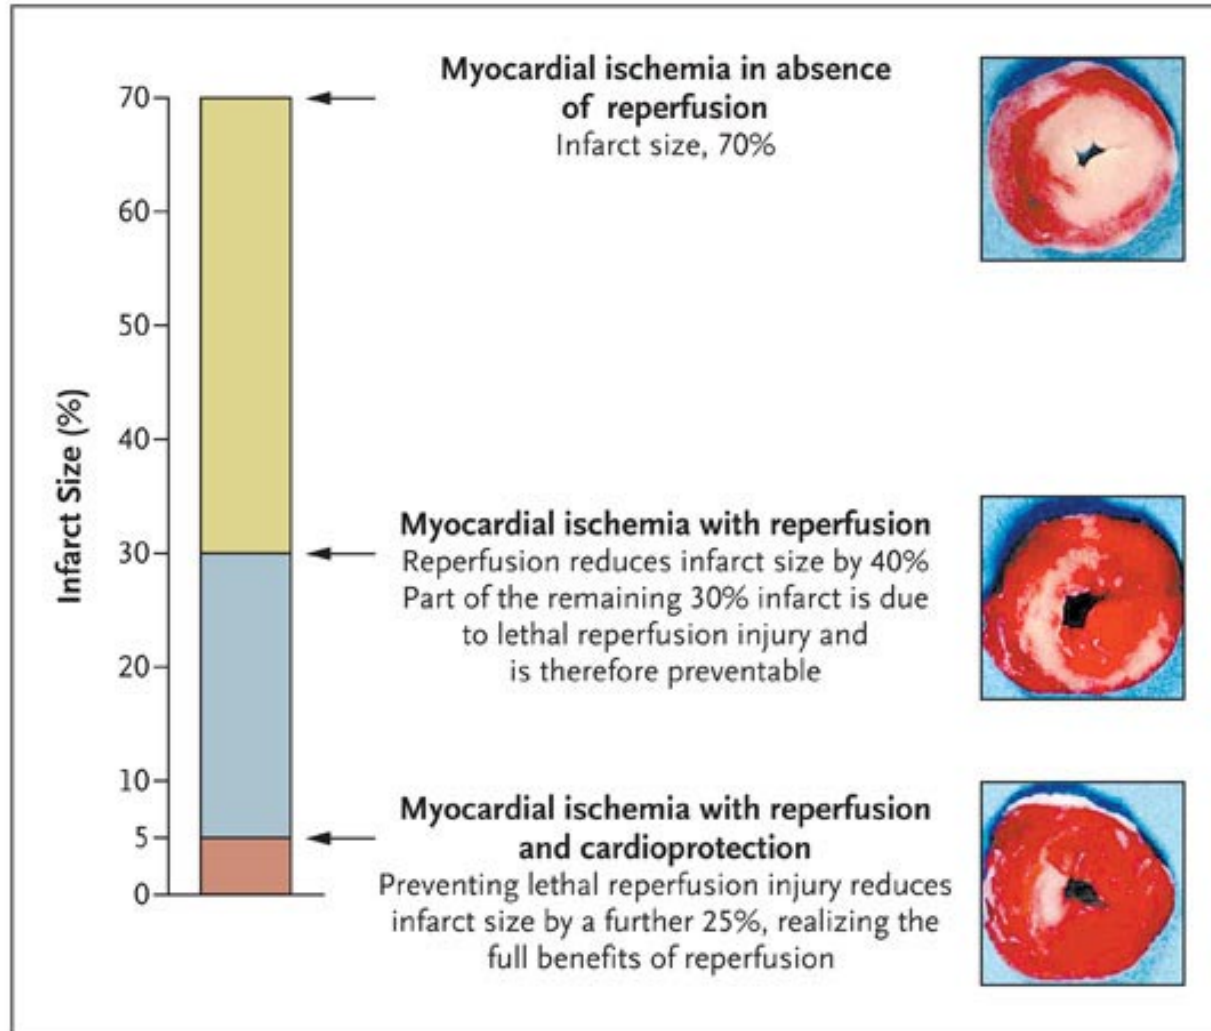 Infarct Size (%)
70
60
50
40
30
20
10
5
0
Myocardial ischemia in absence
of reperfusion
Infarct size, 70%
Myocardial ischemia with reperfusion
Reperfusion reduces infarct size by 40%
Part of the remaining 30% infarct is due
to lethal reperfusion injury and
is therefore preventable
Myocardial ischemia with reperfusion
and cardioprotection
Preventing lethal reperfusion injury reduces
infarct size by a further 25%, realizing the
full benefits of reperfusion